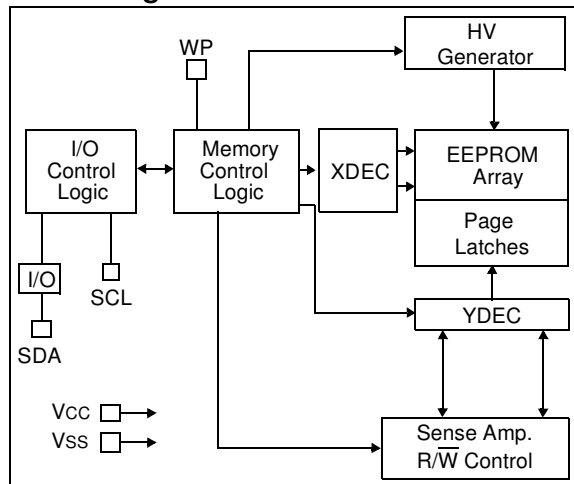 WP
HV
Generator
I/O
Control
Logic
Memory
Control
Logic
XDEC
EEPROM
Array
Page
Latches
I/O
SCL
SDA
YDEC
VCC
VSS
Sense Amp.
R/W̅ Control